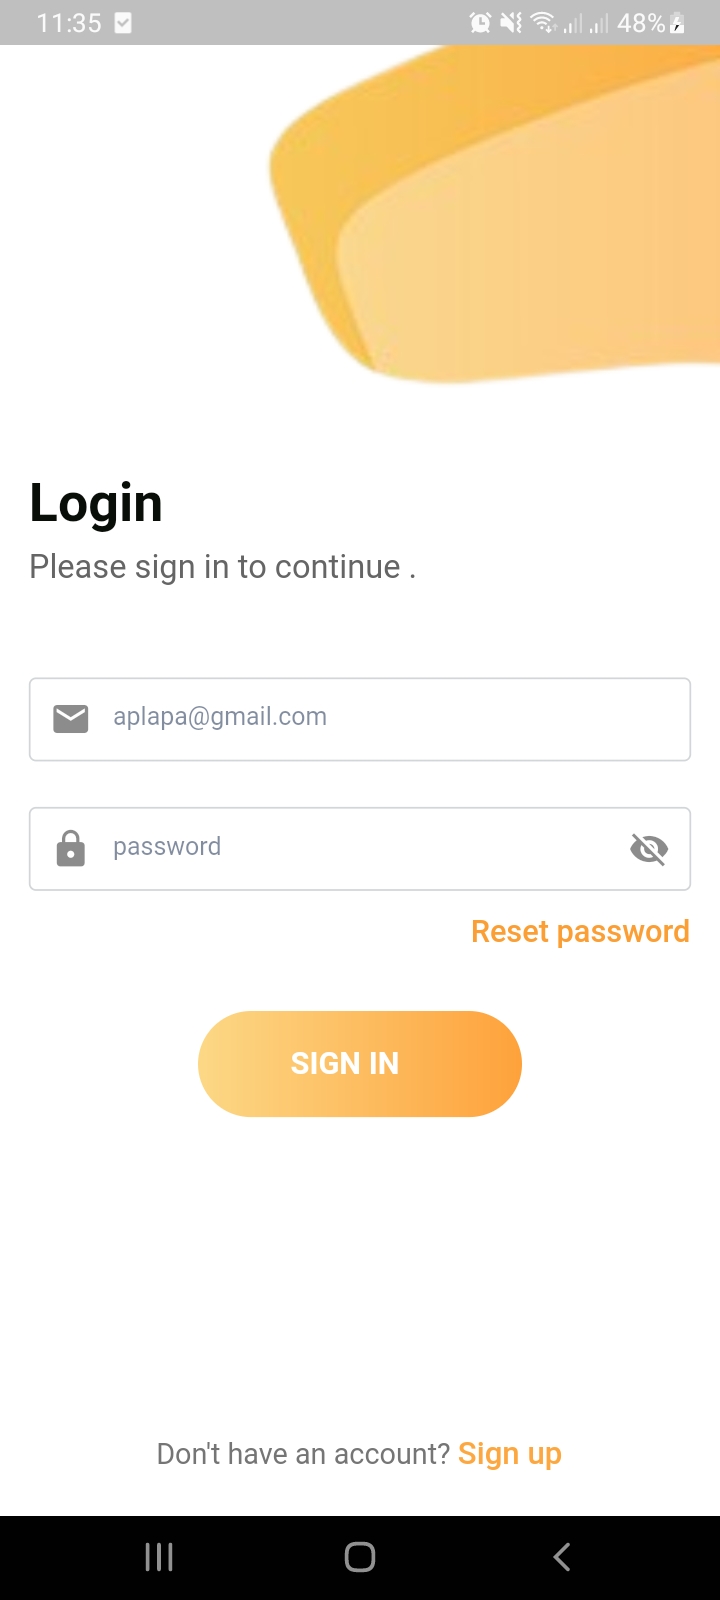 11:35 48%
Login
Please sign in to continue .
aplapa@gmail.com
password
Reset password
SIGN IN
Don't have an account? Sign up